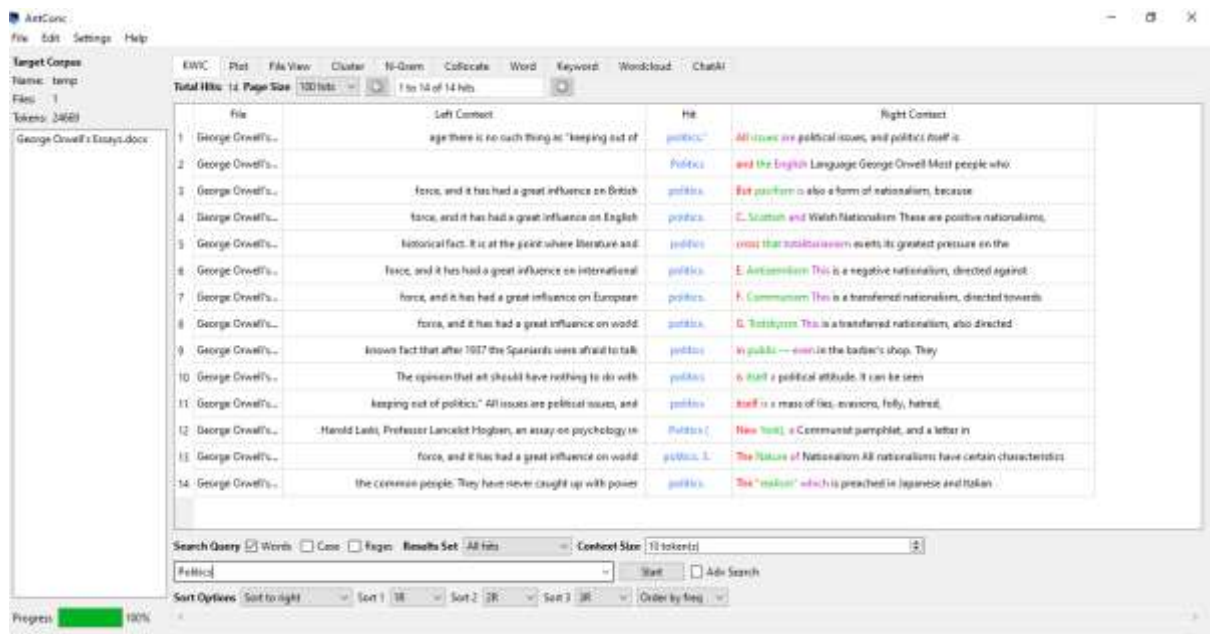 AntConc
File Edit Settings Help
Target Corpus
Name: temp
Files: 1
Tokens: 24669
George Orwell's Essays.docx
KWIC Plot File View Cluster N-Gram Collocate Word Keyword Wordcloud ChatAI
Total Hits: 14 Page Size 100 hits 1 to 14 of 14 hits
File Left Context Hit Right Context
1 George Orwell's... age there is no such thing as "keeping out of politics." All issues are political issues, and politics itself is
2 George Orwell's... Politics and the English Language George Orwell Most people who
3 George Orwell's... force, and it has had a great influence on British politics. But pacifism is also a form of nationalism, because
4 George Orwell's... force, and it has had a great influence on English politics. C. Scottish and Welsh Nationalism These are positive nationalisms,
5 George Orwell's... historical fact. It is at the point where literature and politics cross that totalitarianism exerts its greatest pressure on the
6 George Orwell's... force, and it has had a great influence on international politics. E. Antisemitism This is a negative nationalism, directed against
7 George Orwell's... force, and it has had a great influence on European politics. F. Communism This is a transferred nationalism, directed towards
8 George Orwell's... force, and it has had a great influence on world politics. G. Trotskyism This is a transferred nationalism, also directed
9 George Orwell's... known fact that after 1937 the Spaniards were afraid to talk politics in public — even in the barber's shop. They
10 George Orwell's... The opinion that art should have nothing to do with politics is itself a political attitude. It can be seen
11 George Orwell's... keeping out of politics." All issues are political issues, and politics itself is a mass of lies, evasions, folly, hatred,
12 George Orwell's... Harold Laski, Professor Lancelot Hogben, an essay on psychology in Politics ( New York), a Communist pamphlet, and a letter in
13 George Orwell's... force, and it has had a great influence on world politics. The Nature of Nationalism All nationalisms have certain characteristics
14 George Orwell's... the common people. They have never caught up with power politics. The "realism" which is preached in Japanese and Italian
Search Query Words Case Regex Results Set All hits Context Size 10 token(s)
Politics Start Adv Search
Sort Options Sort to right Sort 1 1R Sort 2 2R Sort 3 3R Order by freq
Progress 100%